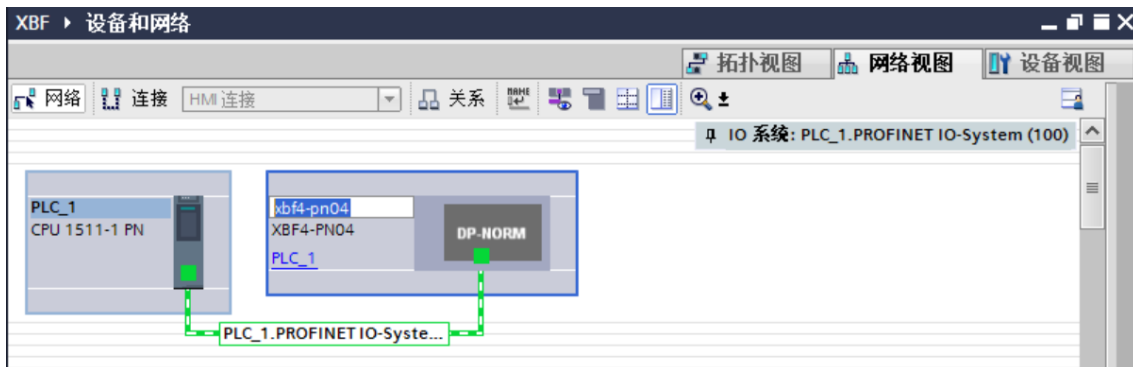 XBF ▸ 设备和网络
拓扑视图 网络视图 设备视图
网络 连接 HMI 连接 关系 NAME
IO 系统: PLC_1.PROFINET IO-System (100)
PLC_1
CPU 1511-1 PN
xbf4-pn04
XBF4-PN04
PLC_1
DP-NORM
PLC_1.PROFINET IO-Syste...